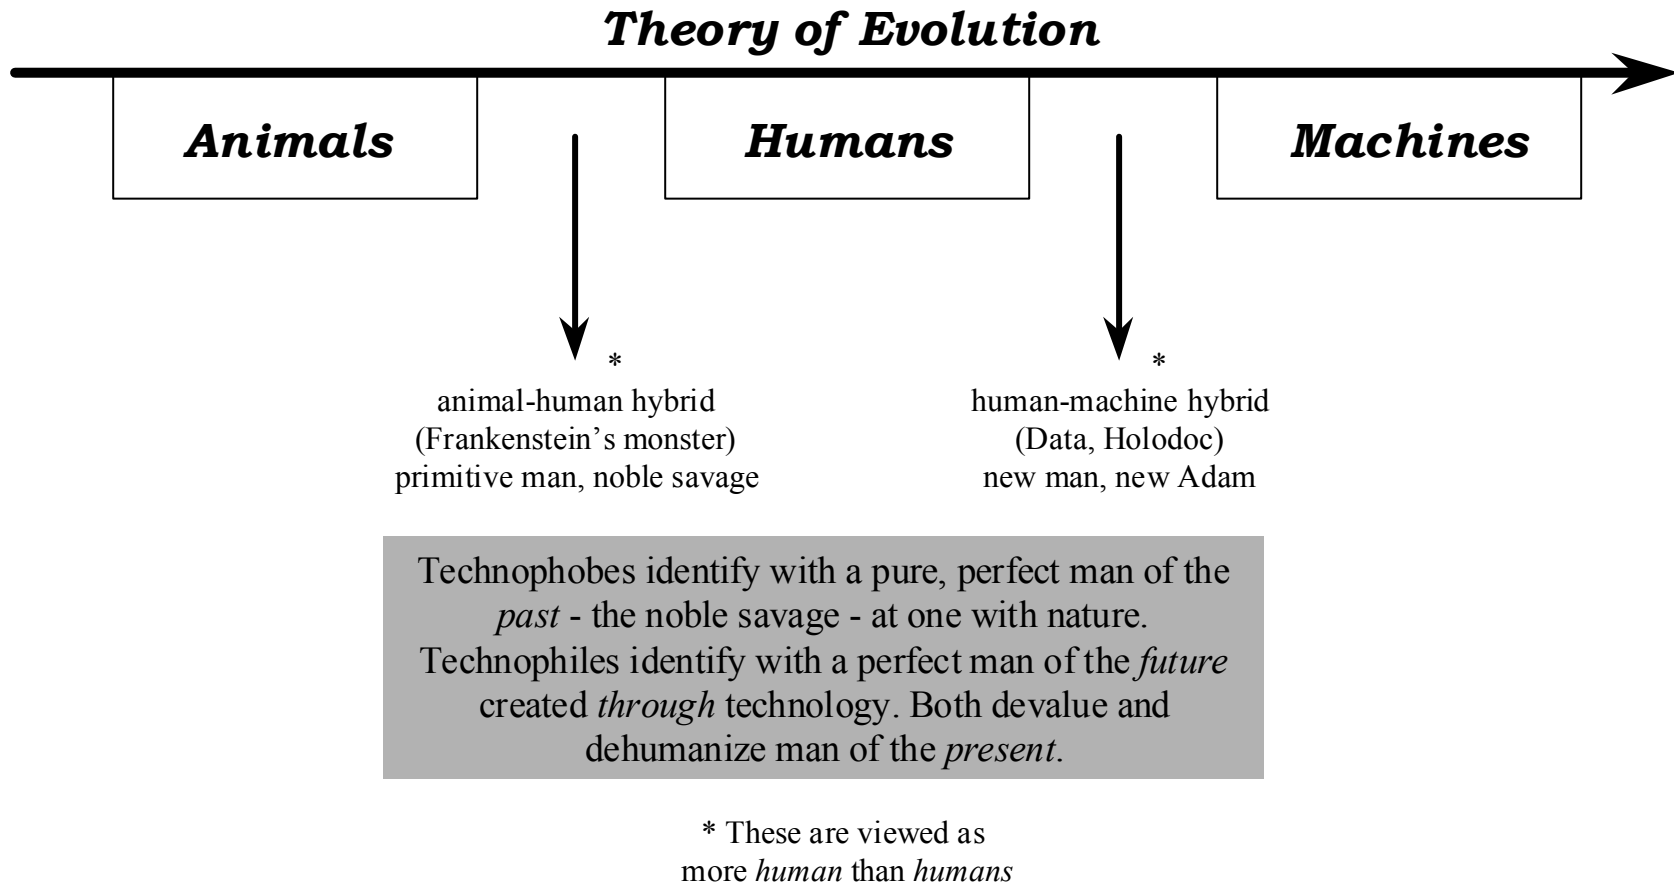 Theory of Evolution
Animals
Humans
Machines
*
animal-human hybrid
(Frankenstein’s monster)
primitive man, noble savage
*
human-machine hybrid
(Data, Holodoc)
new man, new Adam
Technophobes identify with a pure, perfect man of the
past - the noble savage - at one with nature.
Technophiles identify with a perfect man of the future
created through technology. Both devalue and
dehumanize man of the present.
* These are viewed as
more human than humans